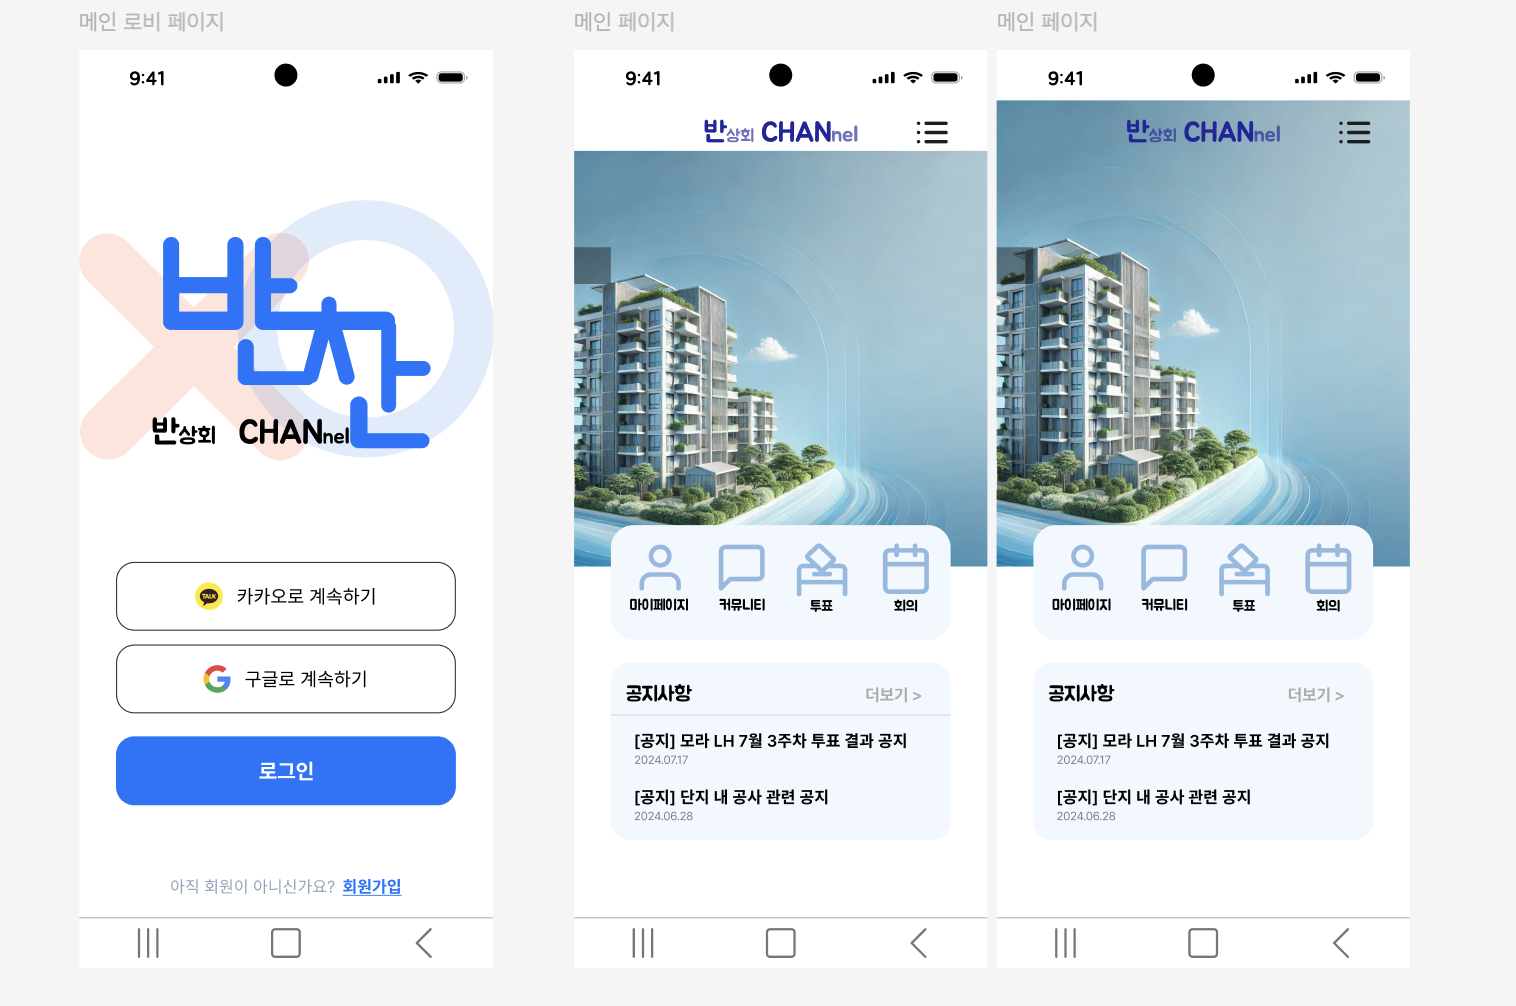 메인 로비 페이지
9:41
반찬
반상회 CHANnel
TALK
카카오로 계속하기
구글로 계속하기
로그인
아직 회원이 아니신가요? 회원가입
메인 페이지
9:41
반상회 CHANnel
마이페이지 커뮤니티 투표 회의
공지사항 더보기 >
[공지] 모라 LH 7월 3주차 투표 결과 공지
2024.07.17
[공지] 단지 내 공사 관련 공지
2024.06.28
메인 페이지
9:41
반상회 CHANnel
마이페이지 커뮤니티 투표 회의
공지사항 더보기 >
[공지] 모라 LH 7월 3주차 투표 결과 공지
2024.07.17
[공지] 단지 내 공사 관련 공지
2024.06.28